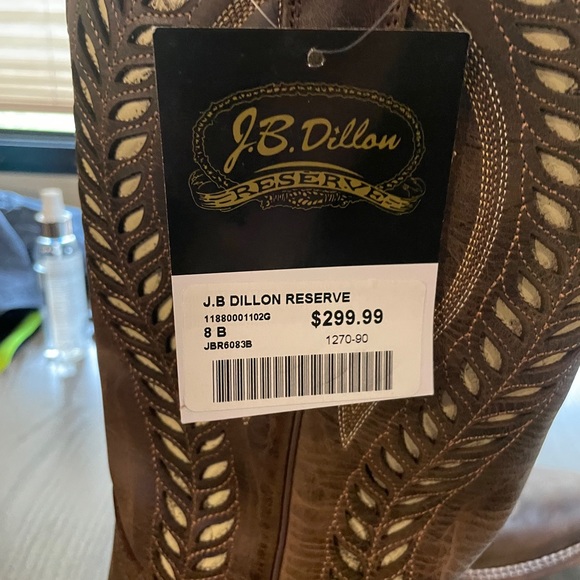 J.B. Dillon
RESERVE
J.B DILLON RESERVE
11880001102G
8 B
$299.99
JBR6083B
1270-90